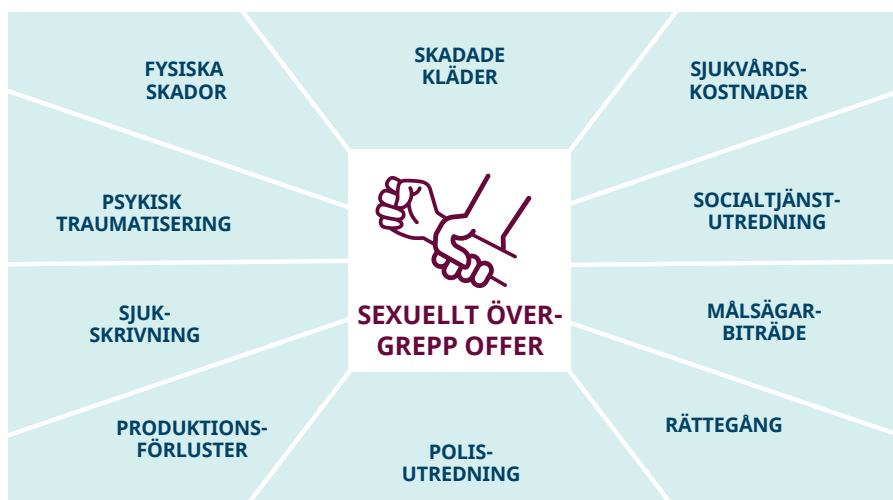 FYSISKA
SKADOR
SKADADE
KLÄDER
SJUKVÅRDS-
KOSTNADER
PSYKISK
TRAUMATISERING
SOCIALTJÄNST-
UTREDNING
SEXUELLT ÖVER-
GREPP OFFER
SJUK-
SKRIVNING
MÅLSÄGAR-
BITRÄDE
PRODUKTIONS-
FÖRLUSTER
POLIS-
UTREDNING
RÄTTEGÅNG